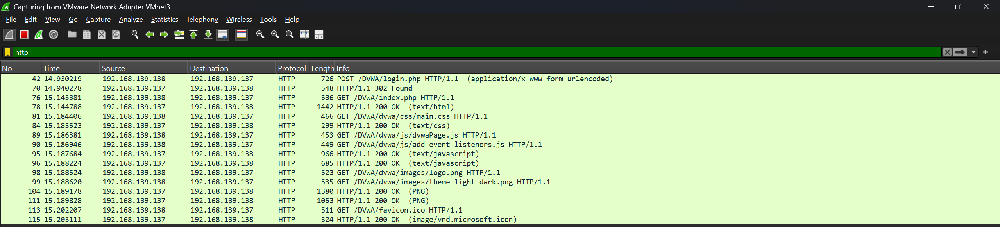 Capturing from VMware Network Adapter VMnet3
File Edit View Go Capture Analyze Statistics Telephony Wireless Tools Help
http
No. Time Source Destination Protocol Length Info
42 14.930219 192.168.139.138 192.168.139.137 HTTP 726 POST /DVWA/login.php HTTP/1.1 (application/x-www-form-urlencoded)
70 14.940278 192.168.139.137 192.168.139.138 HTTP 548 HTTP/1.1 302 Found
76 15.143381 192.168.139.138 192.168.139.137 HTTP 536 GET /DVWA/index.php HTTP/1.1
78 15.144788 192.168.139.137 192.168.139.138 HTTP 1442 HTTP/1.1 200 OK (text/html)
81 15.184406 192.168.139.138 192.168.139.137 HTTP 466 GET /DVWA/dvwa/css/main.css HTTP/1.1
84 15.185523 192.168.139.137 192.168.139.138 HTTP 299 HTTP/1.1 200 OK (text/css)
89 15.186381 192.168.139.138 192.168.139.137 HTTP 453 GET /DVWA/dvwa/js/dvwaPage.js HTTP/1.1
90 15.186946 192.168.139.138 192.168.139.137 HTTP 449 GET /DVWA/dvwa/js/add_event_listeners.js HTTP/1.1
95 15.187684 192.168.139.137 192.168.139.138 HTTP 966 HTTP/1.1 200 OK (text/javascript)
96 15.188224 192.168.139.137 192.168.139.138 HTTP 685 HTTP/1.1 200 OK (text/javascript)
98 15.188524 192.168.139.138 192.168.139.137 HTTP 523 GET /DVWA/dvwa/images/logo.png HTTP/1.1
99 15.188620 192.168.139.138 192.168.139.137 HTTP 535 GET /DVWA/dvwa/images/theme-light-dark.png HTTP/1.1
104 15.189178 192.168.139.137 192.168.139.138 HTTP 1380 HTTP/1.1 200 OK (PNG)
111 15.189828 192.168.139.137 192.168.139.138 HTTP 1053 HTTP/1.1 200 OK (PNG)
113 15.202207 192.168.139.138 192.168.139.137 HTTP 511 GET /DVWA/favicon.ico HTTP/1.1
115 15.203111 192.168.139.137 192.168.139.138 HTTP 324 HTTP/1.1 200 OK (image/vnd.microsoft.icon)